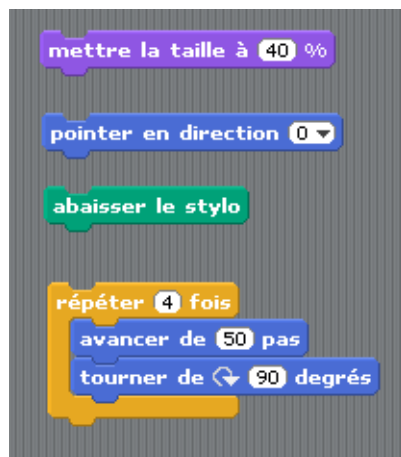 mettre la taille à 40 %
pointer en direction 0
abaisser le stylo
répéter 4 fois
avancer de 50 pas
tourner de 90 degrés